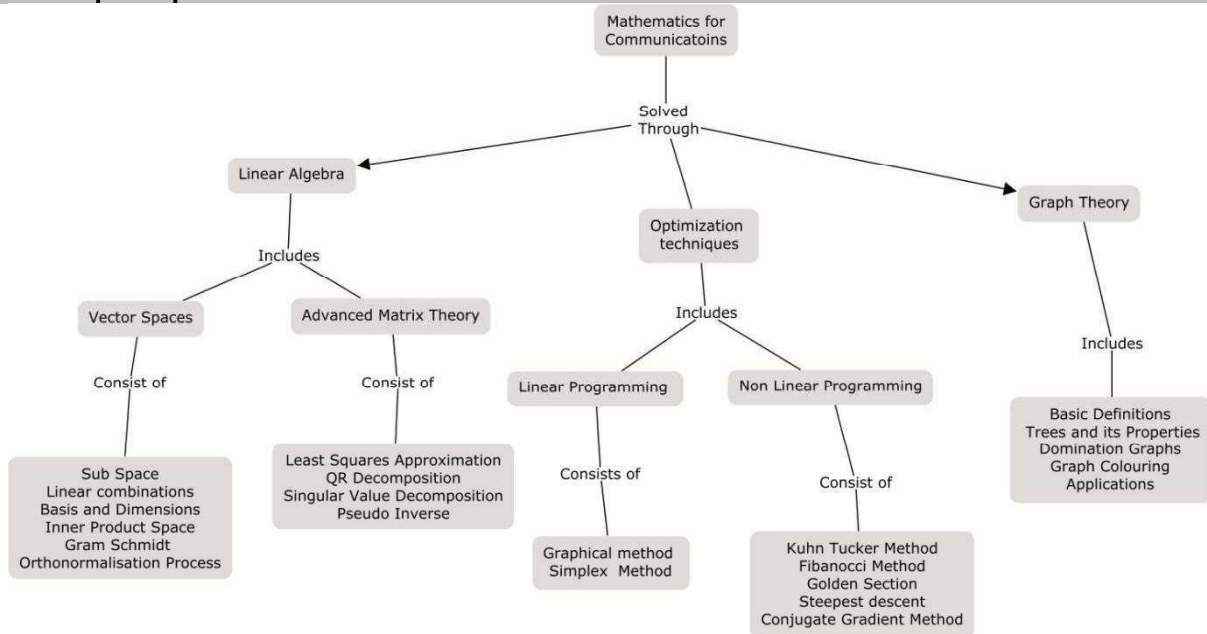 Mathematics for
Communicatoins
Solved
Through
Linear Algebra
Optimization
techniques
Graph Theory
Includes
Vector Spaces
Advanced Matrix Theory
Includes
Linear Programming
Non Linear Programming
Includes
Consist of
Consist of
Consists of
Consist of
Sub Space
Linear combinations
Basis and Dimensions
Inner Product Space
Gram Schmidt
Orthonormalisation Process
Least Squares Approximation
QR Decomposition
Singular Value Decomposition
Pseudo Inverse
Graphical method
Simplex Method
Kuhn Tucker Method
Fibanocci Method
Golden Section
Steepest descent
Conjugate Gradient Method
Basic Definitions
Trees and its Properties
Domination Graphs
Graph Colouring
Applications